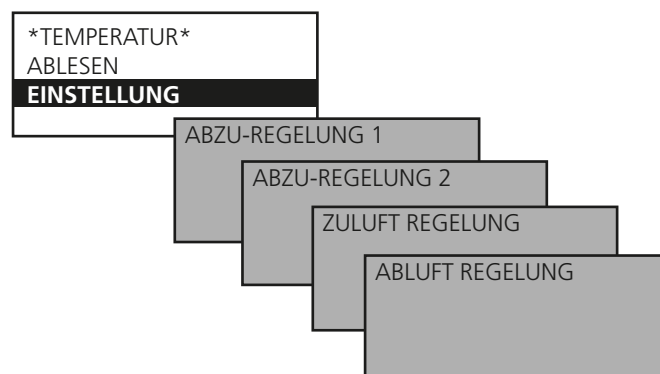 *TEMPERATUR*
ABLESEN
EINSTELLUNG
ABZU-REGELUNG 1
ABZU-REGELUNG 2
ZULUFT REGELUNG
ABLUFT REGELUNG